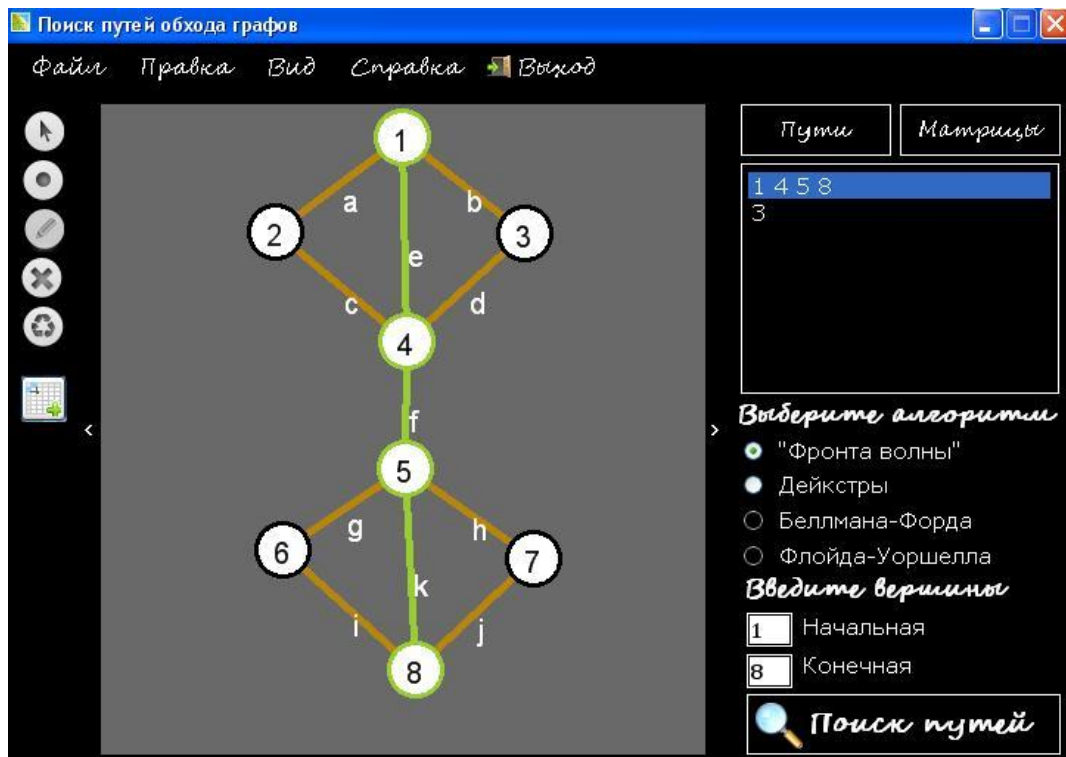 Поиск путей обхода графов
Файл Правка Вид Справка Выход
Пути Матрицы
1 4 5 8
3
1
a b
2 3
e
c d
4
f
5
g h
6 7
k
i j
8
Выберите алгоритм
"Фронта волны"
Дейкстры
Беллмана-Форда
Флойда-Уоршелла
Введите вершины
1 Начальная
8 Конечная
Поиск путей